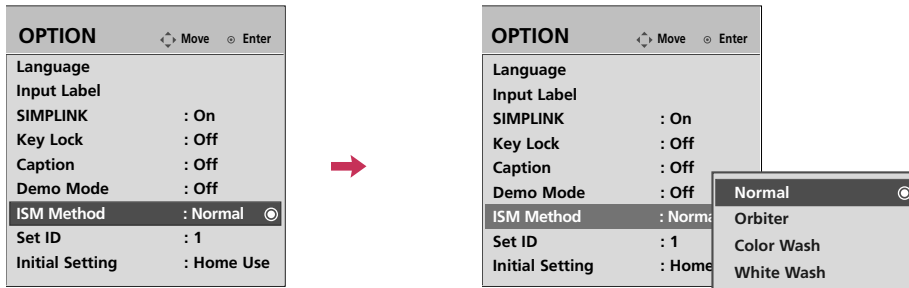 OPTION Move Enter
Language
Input Label
SIMPLINK : On
Key Lock : Off
Caption : Off
Demo Mode : Off
ISM Method : Normal
Set ID : 1
Initial Setting : Home Use
OPTION Move Enter
Language
Input Label
SIMPLINK : On
Key Lock : Off
Caption : Off
Demo Mode : Off
ISM Method : Norma
Set ID : 1
Initial Setting : Home
Normal
Orbiter
Color Wash
White Wash